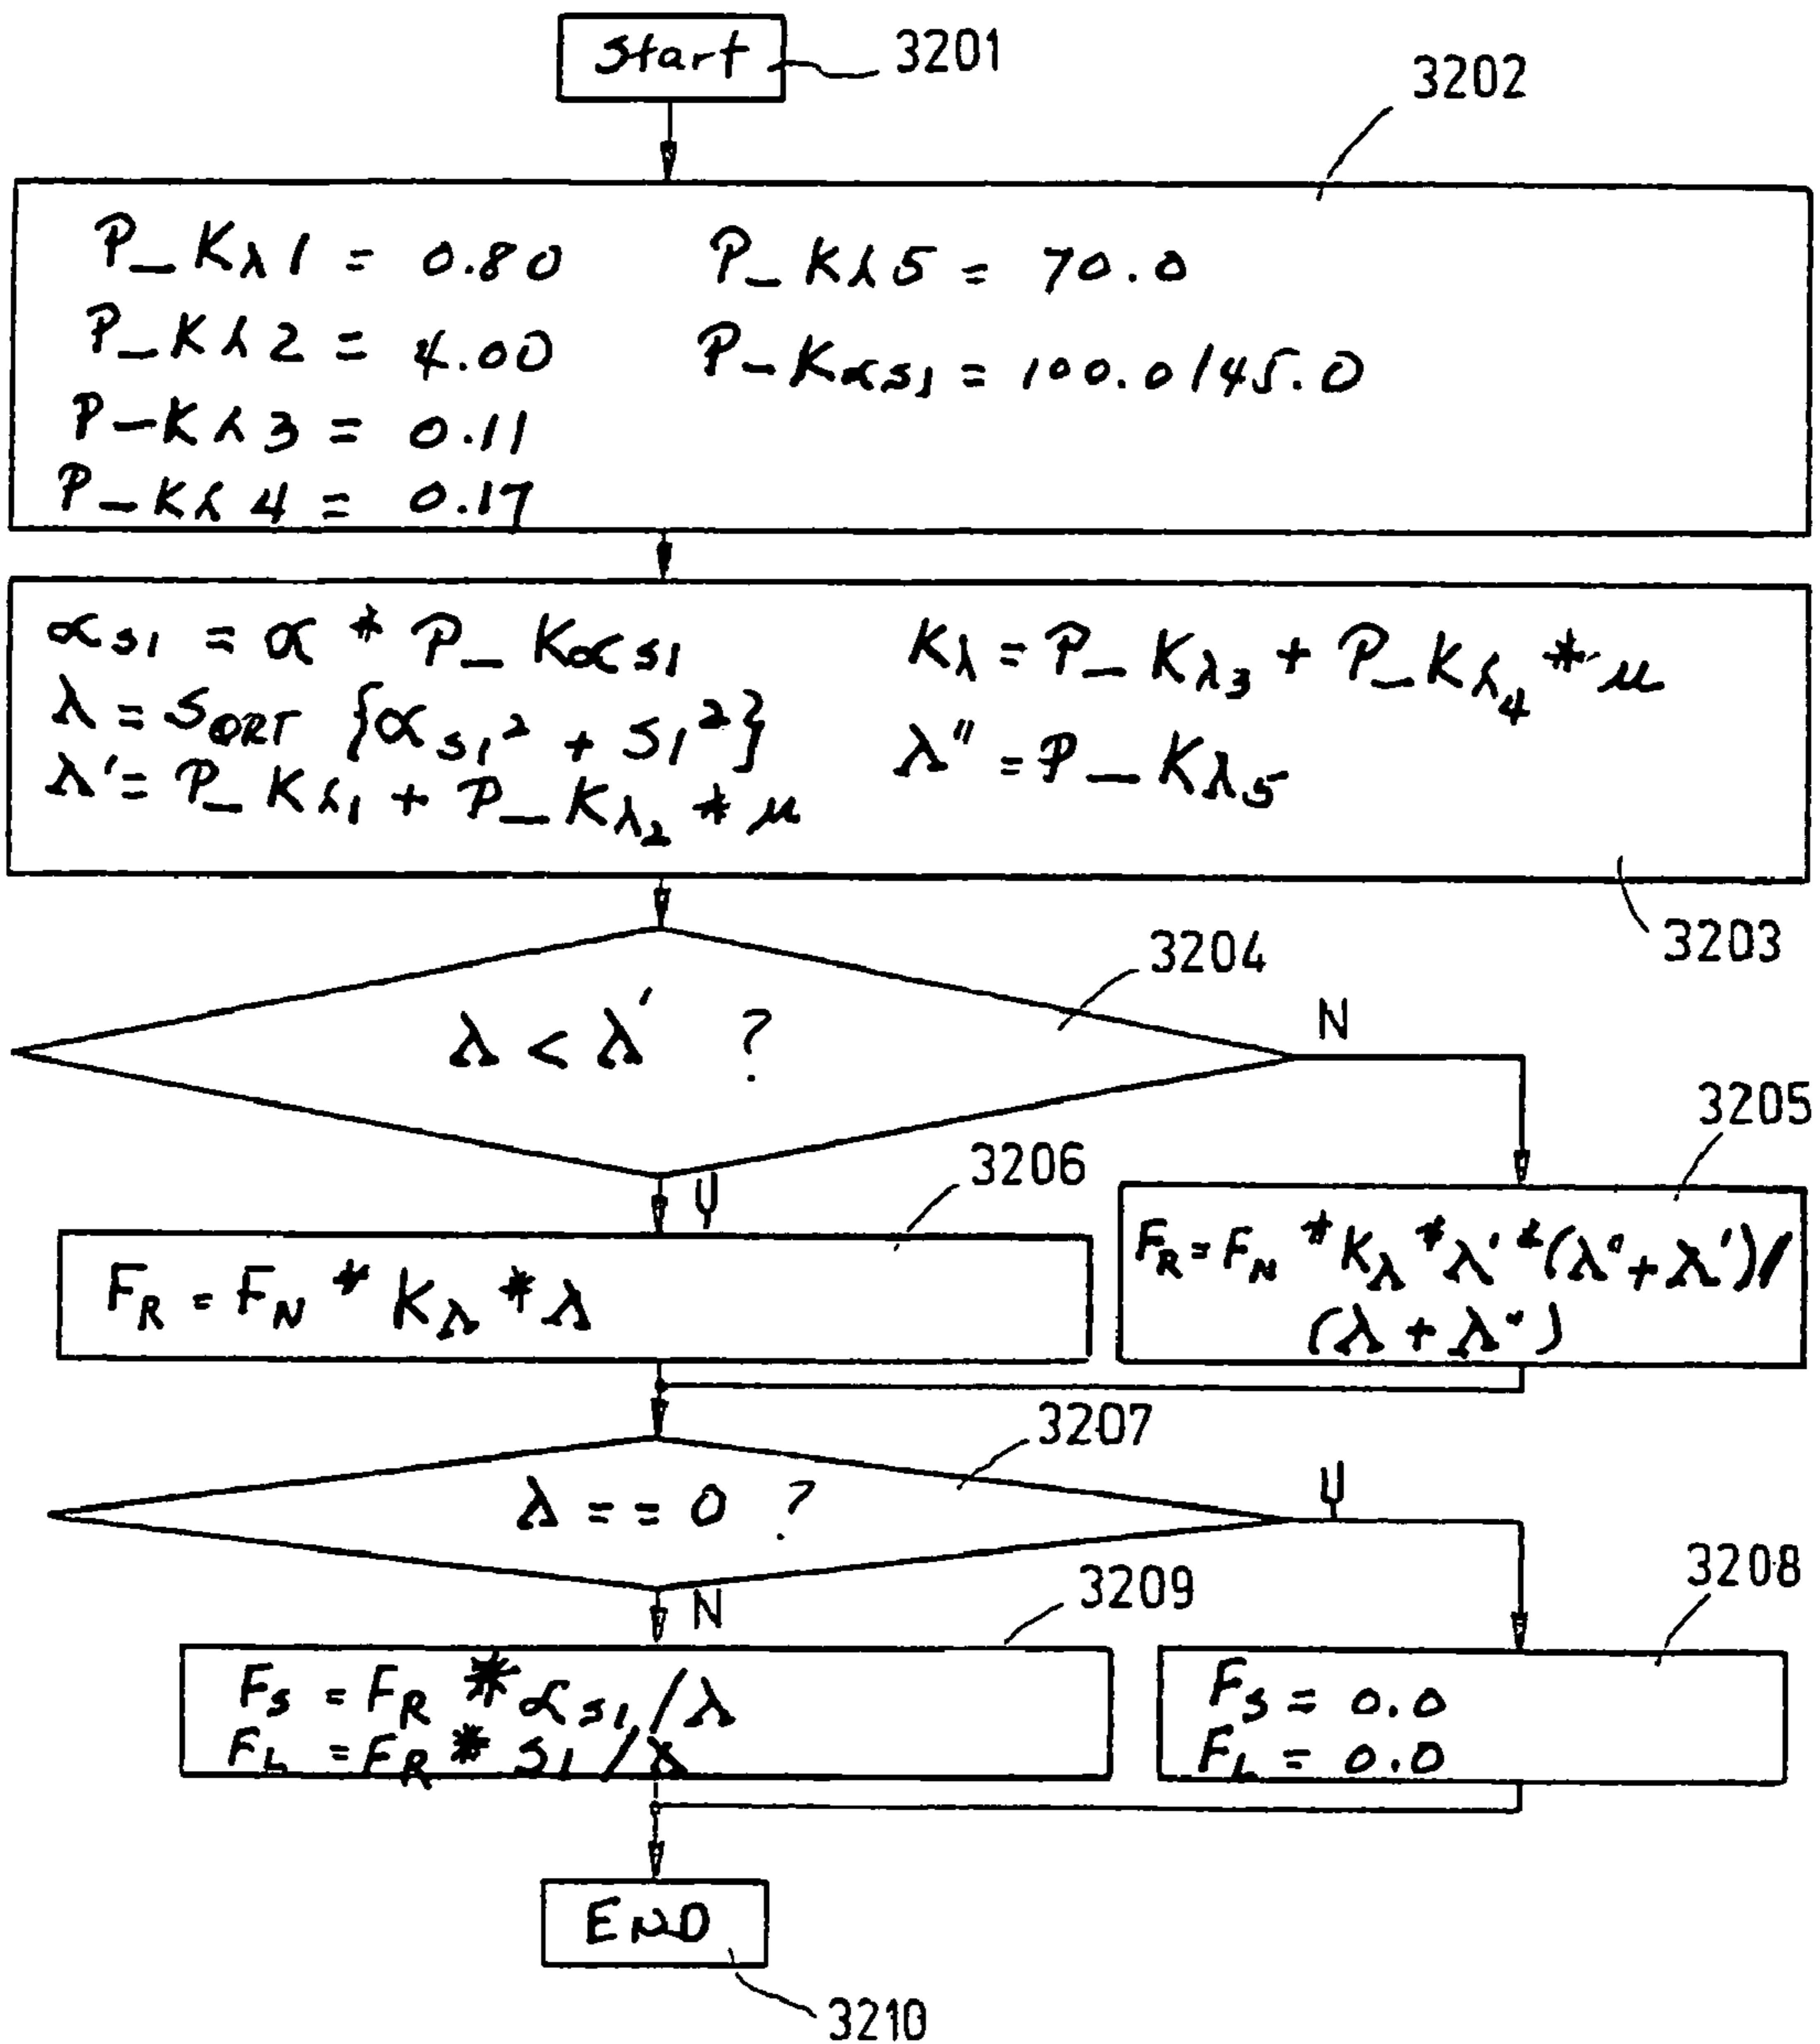 Start
3201
3202
P_Kλ1 = 0.80
P_Kλ5 = 70.0
P_Kλ2 = 4.00
P_Kαs1 = 100.0/45.0
P_Kλ3 = 0.11
P_Kλ4 = 0.17
αs1 = α * P_Kαs1
Kλ = P_Kλ3 + P_Kλ4 * μ
λ = SQRT {αs1² + s1²}
λ'' = P_Kλ5
λ' = P_Kλ1 + P_Kλ2 * μ
3203
3204
λ < λ' ?
N
3205
3206
Y
FR = FN * Kλ * λ
FR = FN * Kλ * λ' * (λ'' + λ') /
(λ + λ'')
3207
λ == 0 ?
Y
3208
3209
N
FS = FR * αs1 / λ
FL = FR * s1 / λ
FS = 0.0
FL = 0.0
END
3210